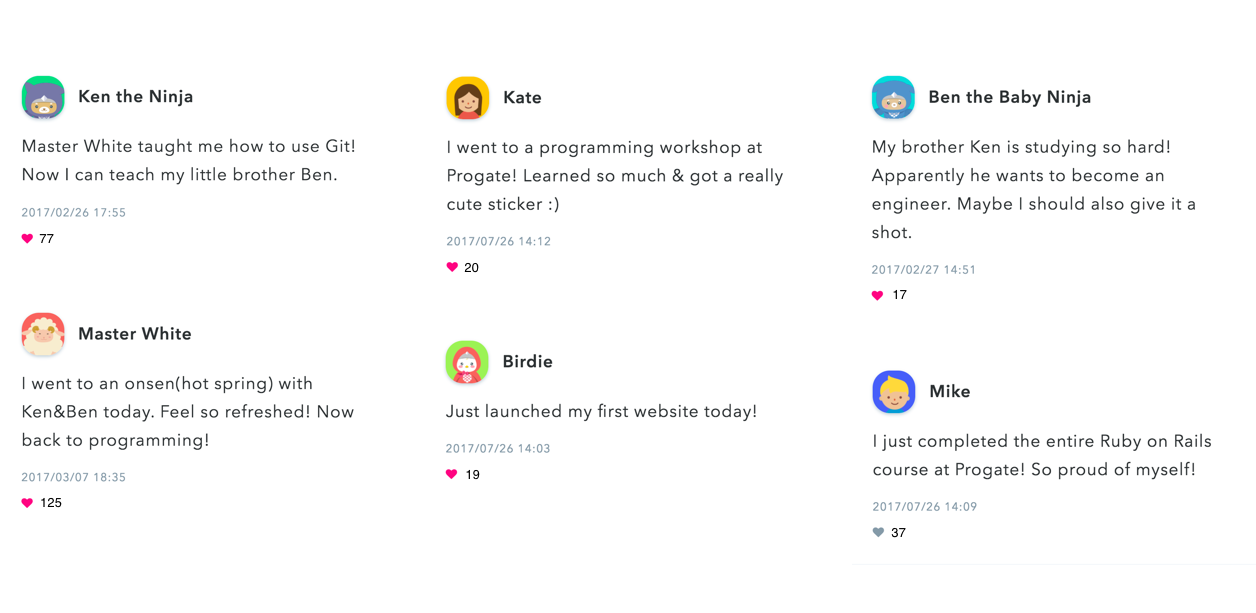 Ken the Ninja
Master White taught me how to use Git!
Now I can teach my little brother Ben.
2017/02/26 17:55
77
Master White
I went to an onsen(hot spring) with
Ken&Ben today. Feel so refreshed! Now
back to programming!
2017/03/07 18:35
125
Kate
I went to a programming workshop at
Progate! Learned so much & got a really
cute sticker :)
2017/07/26 14:12
20
Birdie
Just launched my first website today!
2017/07/26 14:03
19
Ben the Baby Ninja
My brother Ken is studying so hard!
Apparently he wants to become an
engineer. Maybe I should also give it a
shot.
2017/02/27 14:51
17
Mike
I just completed the entire Ruby on Rails
course at Progate! So proud of myself!
2017/07/26 14:09
37